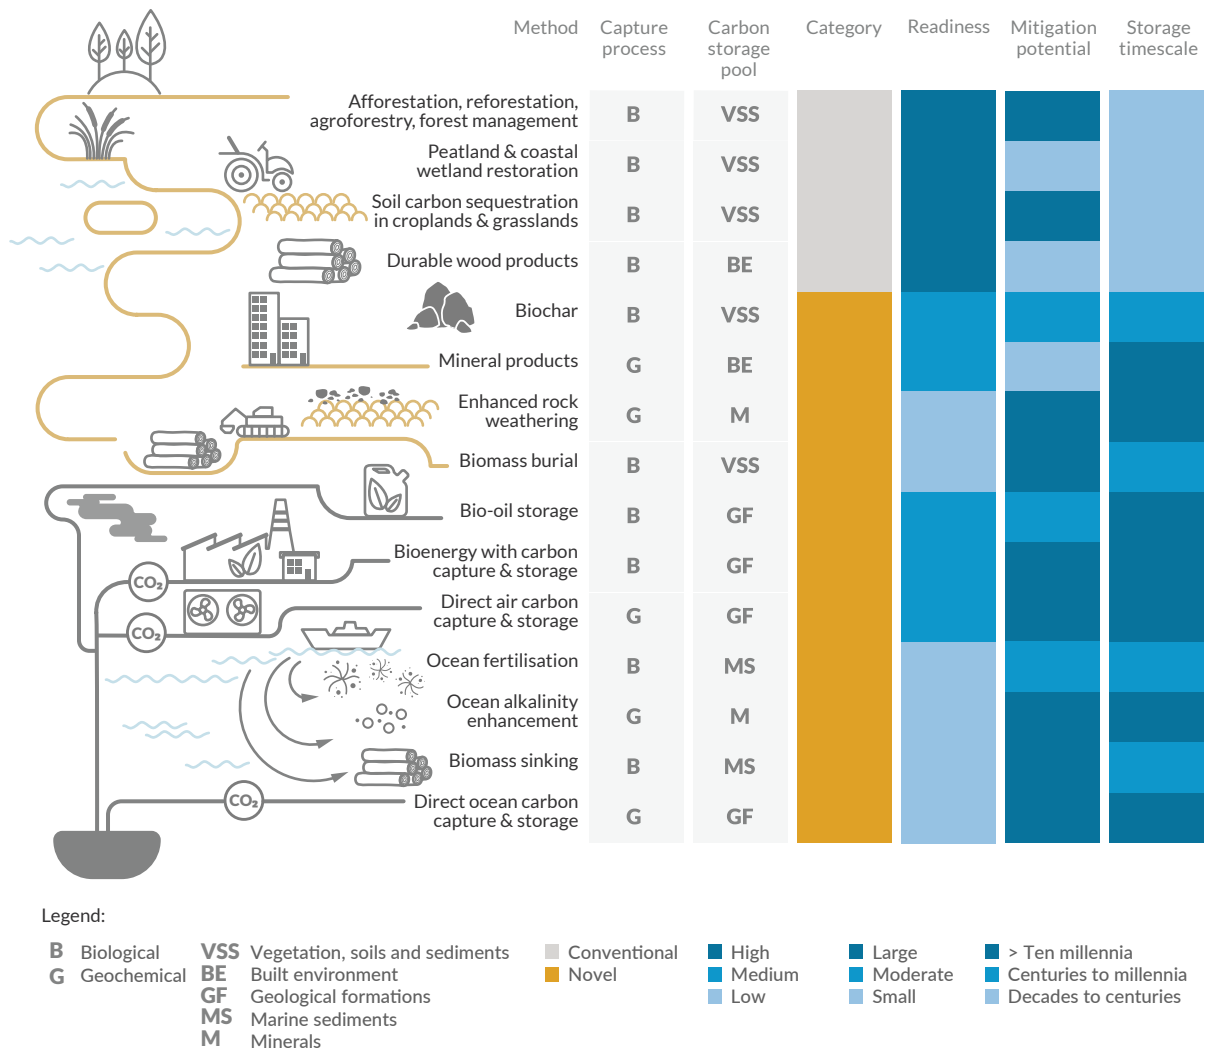 Method
Capture
process
Carbon
storage
pool
Category
Readiness
Mitigation
potential
Storage
timescale
Afforestation, reforestation,
agroforestry, forest management
B
VSS
Peatland & coastal
wetland restoration
B
VSS
Soil carbon sequestration
in croplands & grasslands
B
VSS
Durable wood products
B
BE
Biochar
B
VSS
Mineral products
G
BE
Enhanced rock
weathering
G
M
Biomass burial
B
VSS
Bio-oil storage
B
GF
Bioenergy with carbon
capture & storage
B
GF
CO₂
Direct air carbon
capture & storage
G
GF
CO₂
Ocean fertilisation
B
MS
Ocean alkalinity
enhancement
G
M
Biomass sinking
B
MS
CO₂
Direct ocean carbon
capture & storage
G
GF
Legend:
B Biological
G Geochemical
VSS Vegetation, soils and sediments
BE Built environment
GF Geological formations
MS Marine sediments
M Minerals
Conventional
Novel
High
Medium
Low
Large
Moderate
Small
> Ten millennia
Centuries to millennia
Decades to centuries